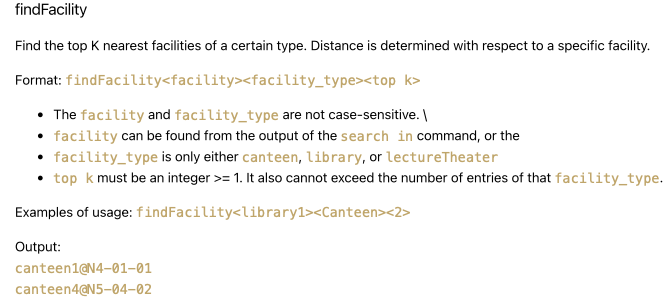 findFacility
Find the top K nearest facilities of a certain type. Distance is determined with respect to a specific facility.
Format: findFacility<facility><facility_type><top k>
• The facility and facility_type are not case-sensitive. \
• facility can be found from the output of the search in command, or the
• facility_type is only either canteen, library, or lectureTheater
• top k must be an integer >= 1. It also cannot exceed the number of entries of that facility_type.
Examples of usage: findFacility<library1><Canteen><2>
Output:
canteen1@N4-01-01
canteen4@N5-04-02